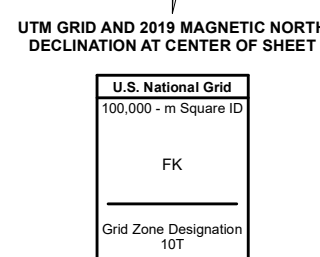 UTM GRID AND 2019 MAGNETIC NORTH
DECLINATION AT CENTER OF SHEET
U.S. National Grid
100,000 - m Square ID
FK
Grid Zone Designation
10T